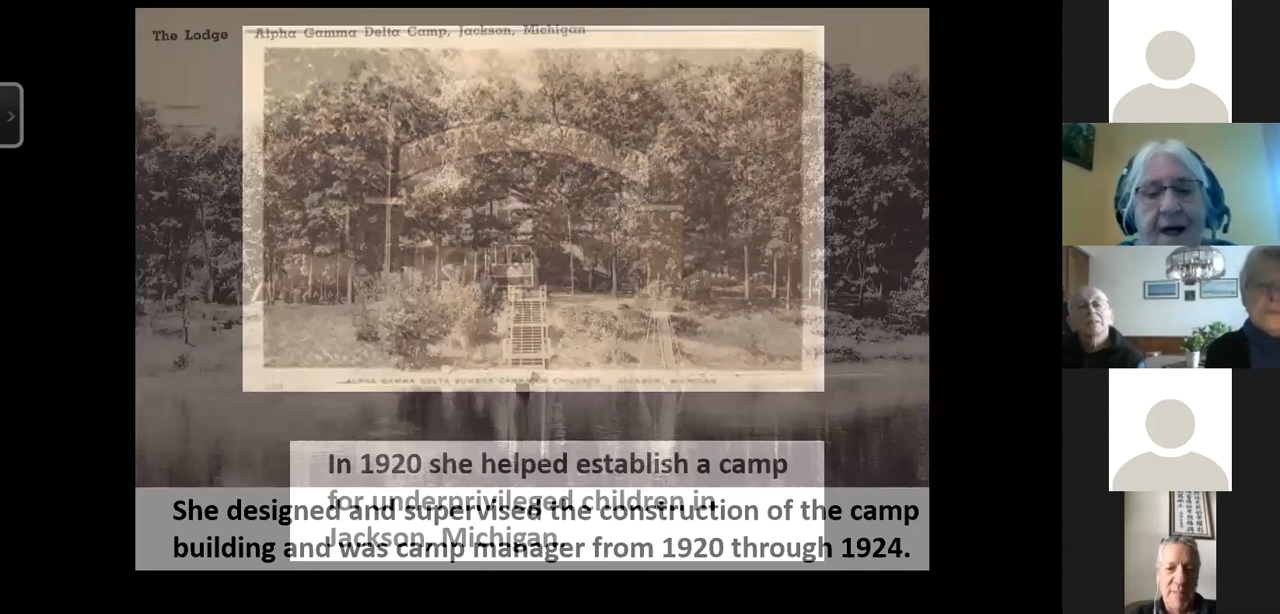 The Lodge
Alpha Gamma Delta Camp, Jackson, Michigan
ALPHA GAMMA DELTA SUMMER CAMP FOR CHILDREN JACKSON, MICHIGAN
In 1920 she helped establish a camp
for underprivileged children in
Jackson, Michigan.
She designed and supervised the construction of the camp
building and was camp manager from 1920 through 1924.